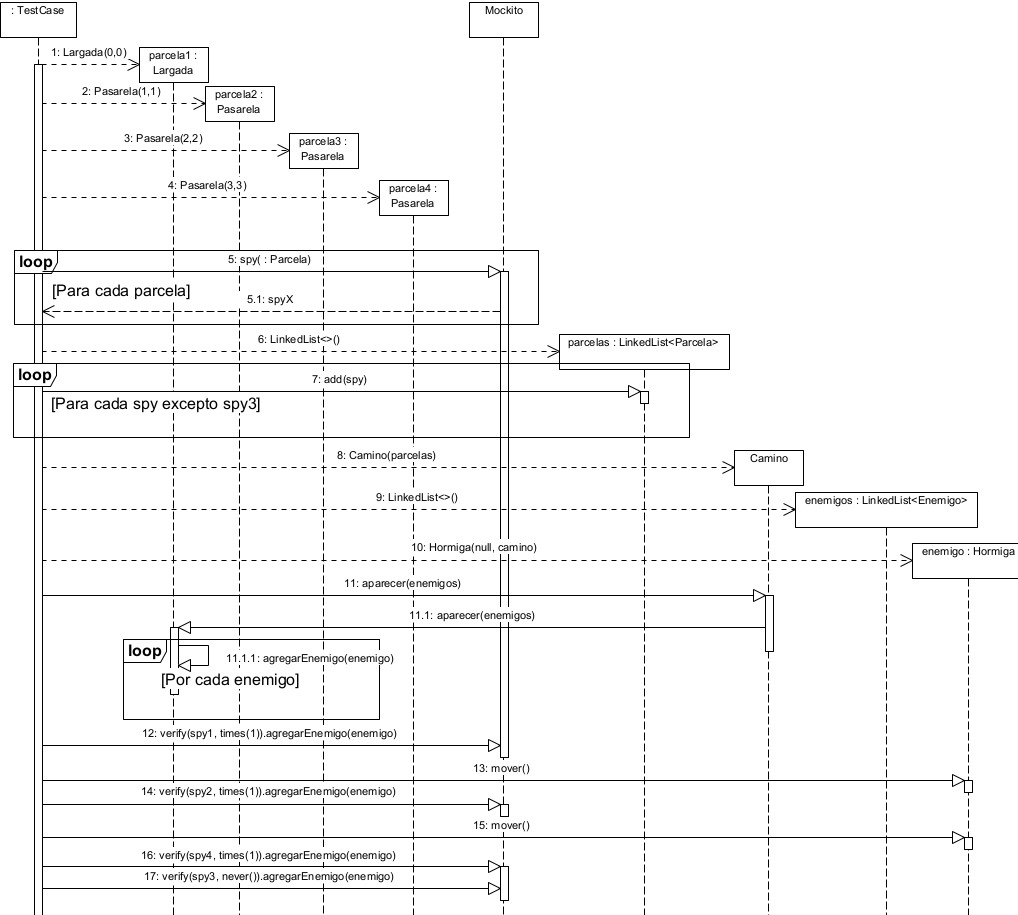 : TestCase
Mockito
1: Largada(0,0)
parcela1 :
Largada
2: Pasarela(1,1)
parcela2 :
Pasarela
3: Pasarela(2,2)
parcela3 :
Pasarela
4: Pasarela(3,3)
parcela4 :
Pasarela
loop
5: spy( : Parcela)
[Para cada parcela]
5.1: spyX
6: LinkedList<>()
parcelas : LinkedList<Parcela>
loop
7: add(spy)
[Para cada spy excepto spy3]
8: Camino(parcelas)
Camino
9: LinkedList<>()
enemigos : LinkedList<Enemigo>
10: Hormiga(null, camino)
enemigo : Hormiga
11: aparecer(enemigos)
11.1: aparecer(enemigos)
loop
11.1.1: agregarEnemigo(enemigo)
[Por cada enemigo]
12: verify(spy1, times(1)).agregarEnemigo(enemigo)
13: mover()
14: verify(spy2, times(1)).agregarEnemigo(enemigo)
15: mover()
16: verify(spy4, times(1)).agregarEnemigo(enemigo)
17: verify(spy3, never()).agregarEnemigo(enemigo)